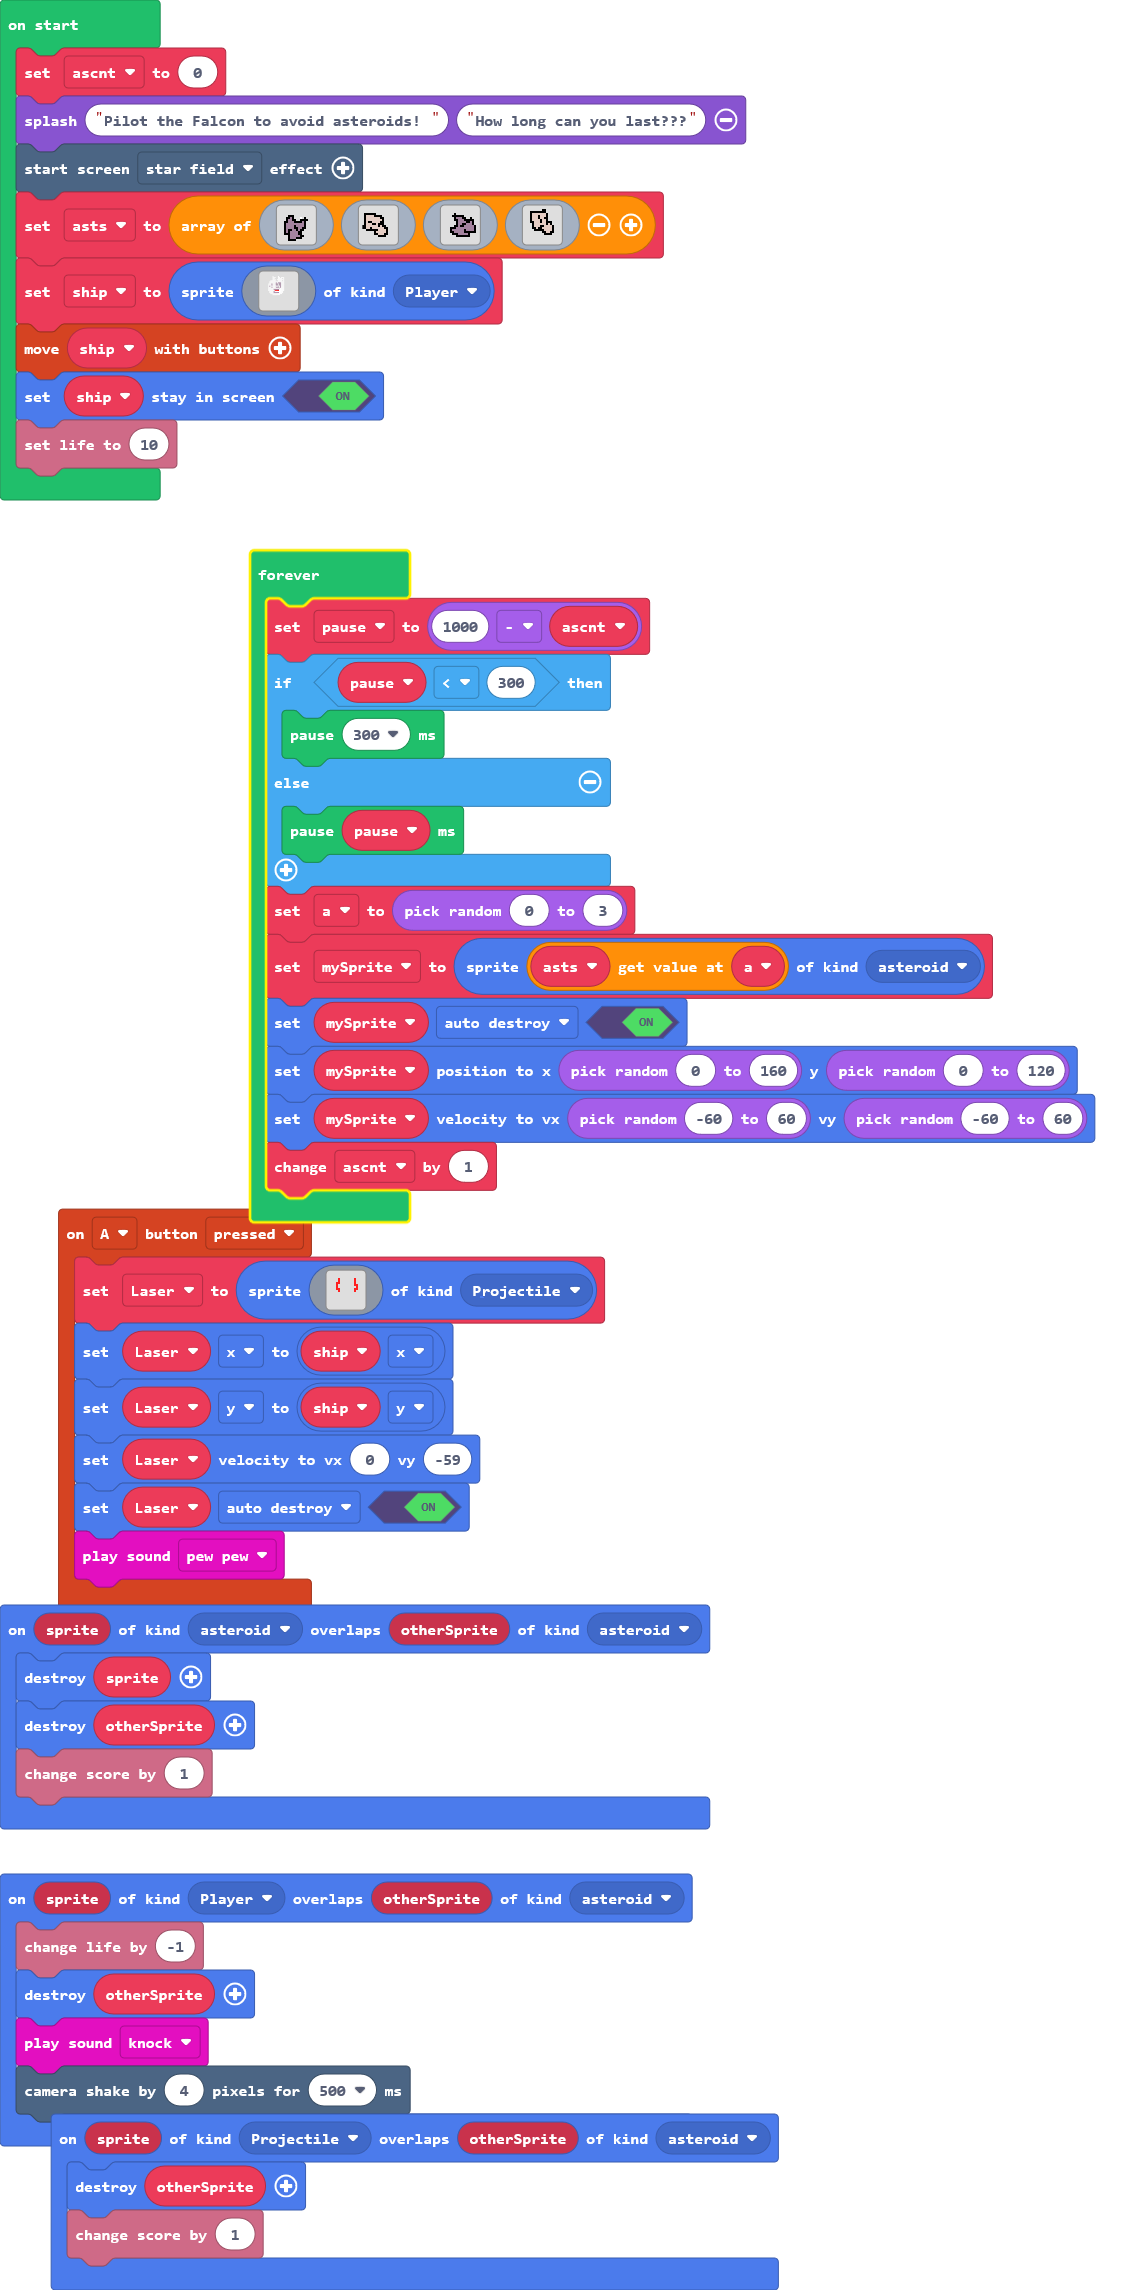 on start
set ascnt to 0
splash "Pilot the Falcon to avoid asteroids! " "How long can you last???"
start screen star field effect
set asts to array of
set ship to sprite of kind Player
move ship with buttons
set ship stay in screen ON
set life to 10
forever
set pause to 1000 - ascnt
if pause < 300 then
pause 300 ms
else
pause pause ms
set a to pick random 0 to 3
set mySprite to sprite asts get value at a of kind asteroid
set mySprite auto destroy ON
set mySprite position to x pick random 0 to 160 y pick random 0 to 120
set mySprite velocity to vx pick random -60 to 60 vy pick random -60 to 60
change ascnt by 1
on A button pressed
set Laser to sprite of kind Projectile
set Laser x to ship x
set Laser y to ship y
set Laser velocity to vx 0 vy -59
set Laser auto destroy ON
play sound pew pew
on sprite of kind asteroid overlaps otherSprite of kind asteroid
destroy sprite
destroy otherSprite
change score by 1
on sprite of kind Player overlaps otherSprite of kind asteroid
change life by -1
destroy otherSprite
play sound knock
camera shake by 4 pixels for 500 ms
on sprite of kind Projectile overlaps otherSprite of kind asteroid
destroy otherSprite
change score by 1